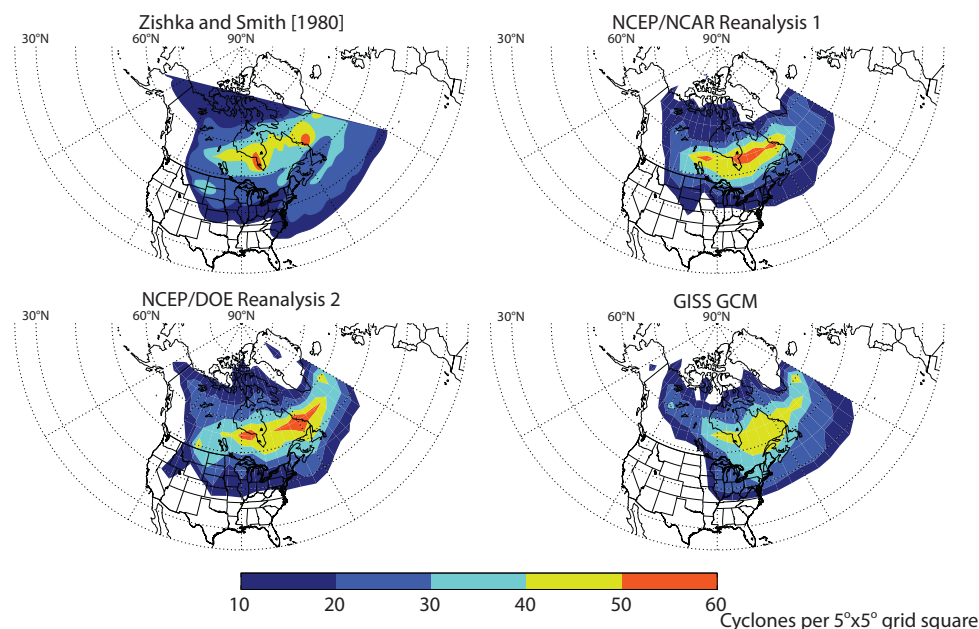 Zishka and Smith [1980]
NCEP/NCAR Reanalysis 1
30°N
60°N
90°N
30°N
60°N
90°N
NCEP/DOE Reanalysis 2
GISS GCM
30°N
60°N
90°N
30°N
60°N
90°N
10
20
30
40
50
60
Cyclones per 5°x5° grid square